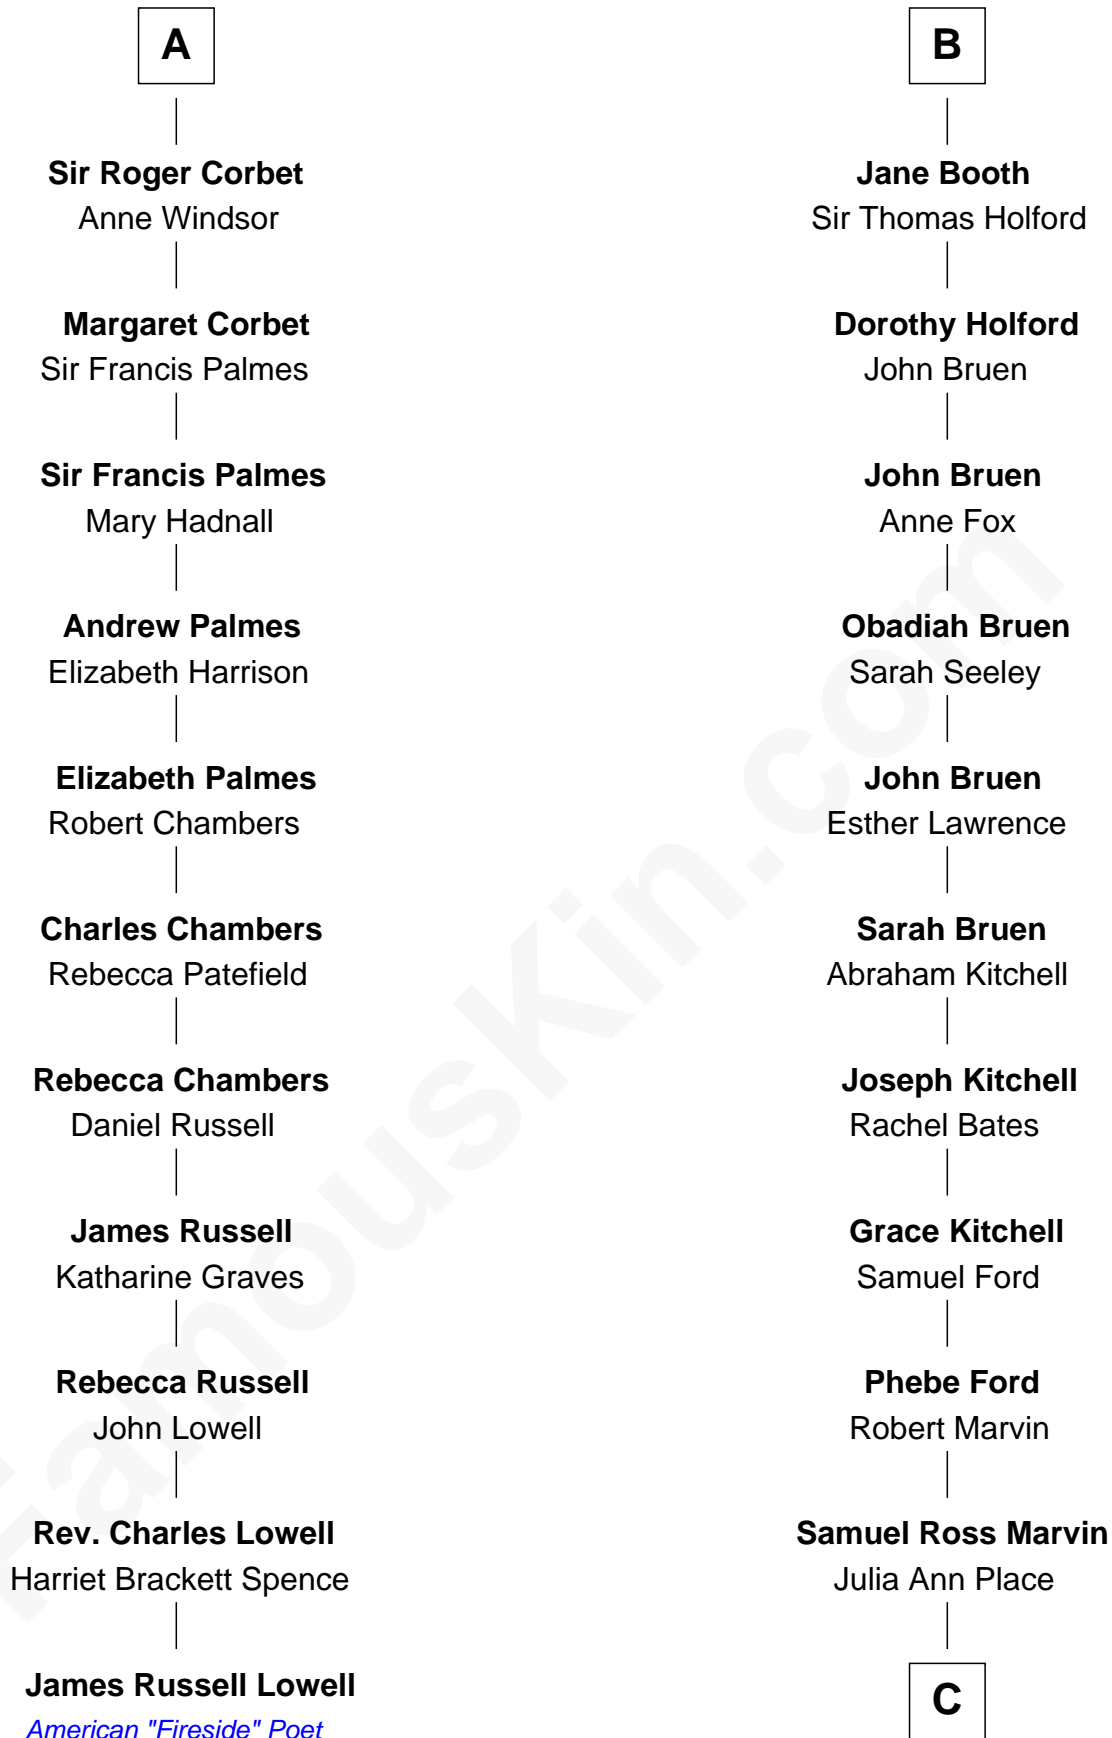 A
Sir Roger Corbet
Anne Windsor
Margaret Corbet
Sir Francis Palmes
Sir Francis Palmes
Mary Hadnall
Andrew Palmes
Elizabeth Harrison
Elizabeth Palmes
Robert Chambers
Charles Chambers
Rebecca Patefield
Rebecca Chambers
Daniel Russell
James Russell
Katharine Graves
Rebecca Russell
John Lowell
Rev. Charles Lowell
Harriet Brackett Spence
James Russell Lowell
American "Fireside" Poet
B
Jane Booth
Sir Thomas Holford
Dorothy Holford
John Bruen
John Bruen
Anne Fox
Obadiah Bruen
Sarah Seeley
John Bruen
Esther Lawrence
Sarah Bruen
Abraham Kitchell
Joseph Kitchell
Rachel Bates
Grace Kitchell
Samuel Ford
Phebe Ford
Robert Marvin
Samuel Ross Marvin
Julia Ann Place
C
FamousKin.com